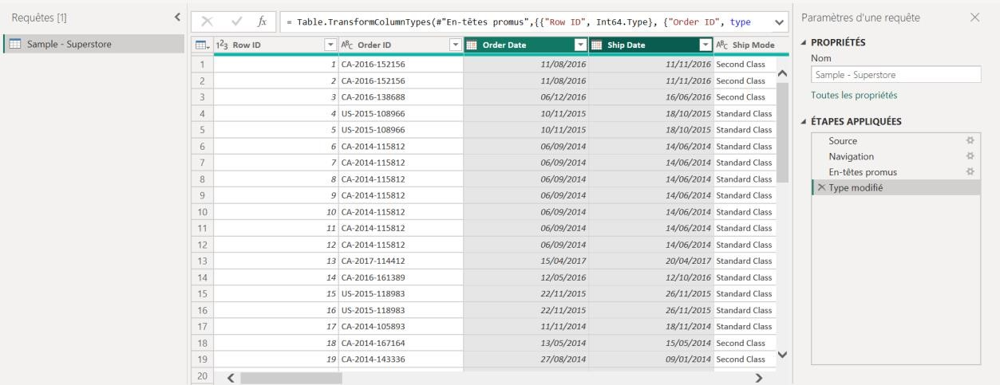 Requêtes [1]
Sample - Superstore
fx = Table.TransformColumnTypes(#"En-têtes promus",{{"Row ID", Int64.Type}, {"Order ID", type
1²3 Row ID ABC Order ID Order Date Ship Date ABC Ship Mode
1 1 CA-2016-152156 11/08/2016 11/11/2016 Second Class
2 2 CA-2016-152156 11/08/2016 11/11/2016 Second Class
3 3 CA-2016-138688 06/12/2016 16/06/2016 Second Class
4 4 US-2015-108966 10/11/2015 18/10/2015 Standard Class
5 5 US-2015-108966 10/11/2015 18/10/2015 Standard Class
6 6 CA-2014-115812 06/09/2014 14/06/2014 Standard Class
7 7 CA-2014-115812 06/09/2014 14/06/2014 Standard Class
8 8 CA-2014-115812 06/09/2014 14/06/2014 Standard Class
9 9 CA-2014-115812 06/09/2014 14/06/2014 Standard Class
10 10 CA-2014-115812 06/09/2014 14/06/2014 Standard Class
11 11 CA-2014-115812 06/09/2014 14/06/2014 Standard Class
12 12 CA-2014-115812 06/09/2014 14/06/2014 Standard Class
13 13 CA-2017-114412 15/04/2017 20/04/2017 Standard Class
14 14 CA-2016-161389 12/05/2016 12/10/2016 Standard Class
15 15 US-2015-118983 22/11/2015 26/11/2015 Standard Class
16 16 US-2015-118983 22/11/2015 26/11/2015 Standard Class
17 17 CA-2014-105893 11/11/2014 18/11/2014 Standard Class
18 18 CA-2014-167164 13/05/2014 15/05/2014 Second Class
19 19 CA-2014-143336 27/08/2014 09/01/2014 Second Class
20
Paramètres d'une requête
PROPRIÉTÉS
Nom
Sample - Superstore
Toutes les propriétés
ÉTAPES APPLIQUÉES
Source
Navigation
En-têtes promus
Type modifié